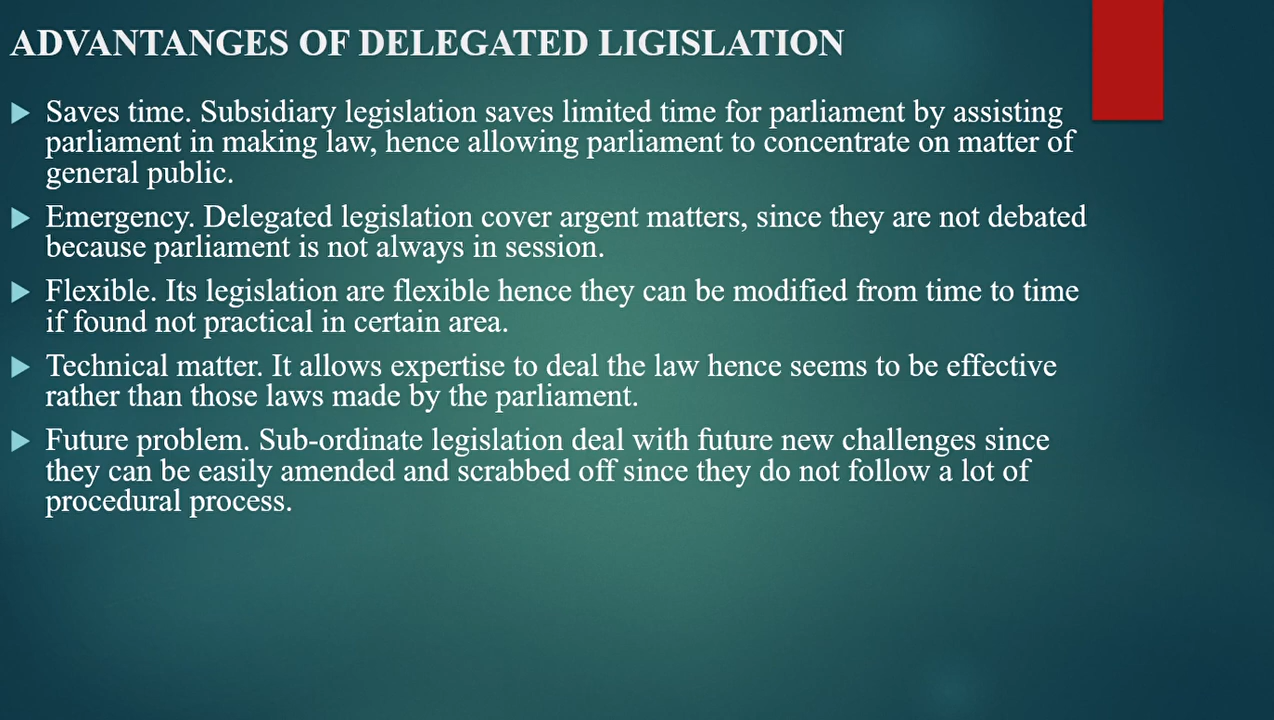 ADVANTANGES OF DELEGATED LIGISLATION
Saves time. Subsidiary legislation saves limited time for parliament by assisting
parliament in making law, hence allowing parliament to concentrate on matter of
general public.
Emergency. Delegated legislation cover argent matters, since they are not debated
because parliament is not always in session.
Flexible. Its legislation are flexible hence they can be modified from time to time
if found not practical in certain area.
Technical matter. It allows expertise to deal the law hence seems to be effective
rather than those laws made by the parliament.
Future problem. Sub-ordinate legislation deal with future new challenges since
they can be easily amended and scrabbed off since they do not follow a lot of
procedural process.